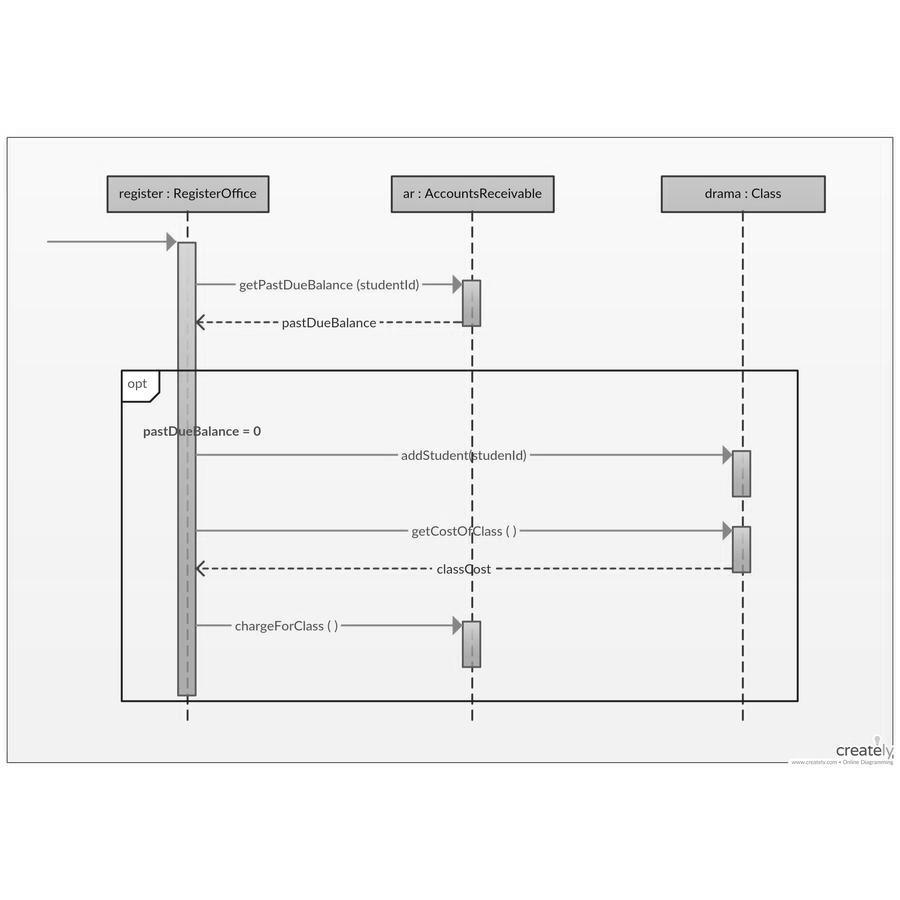 register : RegisterOffice
ar : AccountsReceivable
drama : Class
getPastDueBalance (studentId)
pastDueBalance
opt
pastDueBalance = 0
addStudent(studenId)
getCostOfClass ( )
classCost
chargeForClass ( )
creately
www.creately.com • Online Diagramming